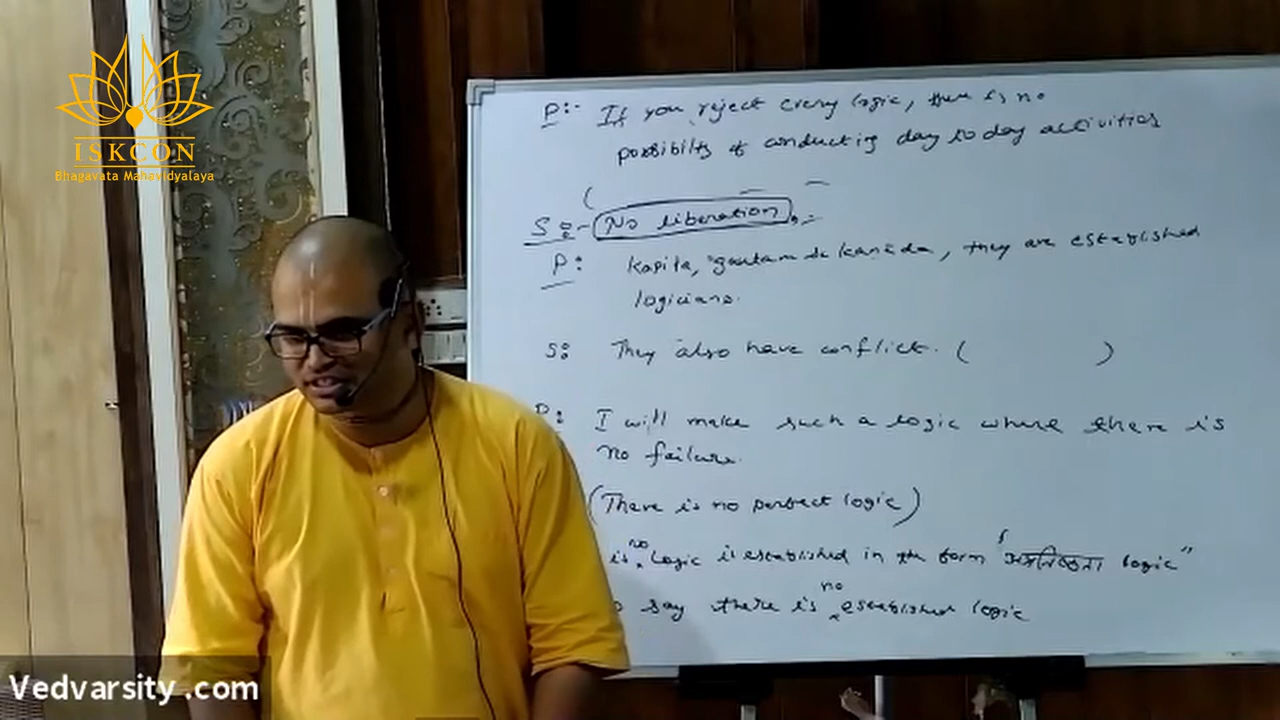 ISKCON
Bhagavata Mahavidyalaya
P:- If you reject every logic, there is no
possibility of conducting day to day activities
S:- No liberation
P: Kapila, gautam & kanada, they are established
logicians.
S: They also have conflict. ( )
P: I will make such a logic where there is
no failure.
(There is no perfect logic)
is no logic is established in the form " logic"
say there is no established logic
Vedvarsity .com